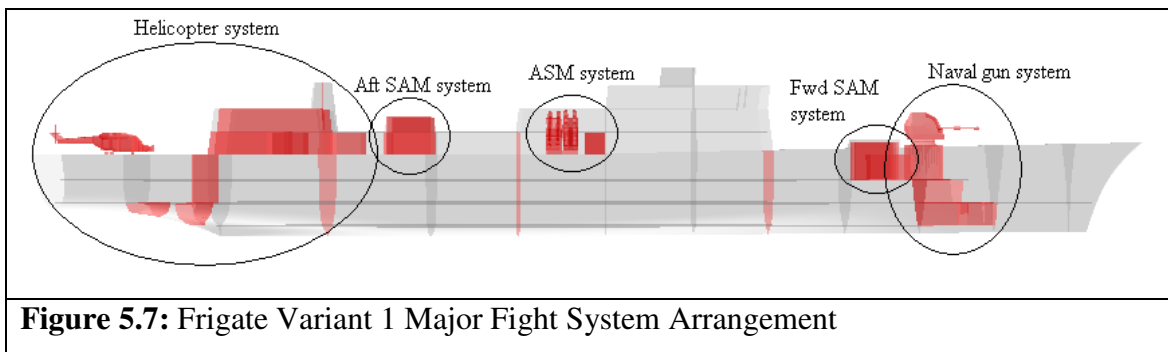 Helicopter system
Aft SAM system
ASM system
Fwd SAM
system
Naval gun system
Figure 5.7: Frigate Variant 1 Major Fight System Arrangement